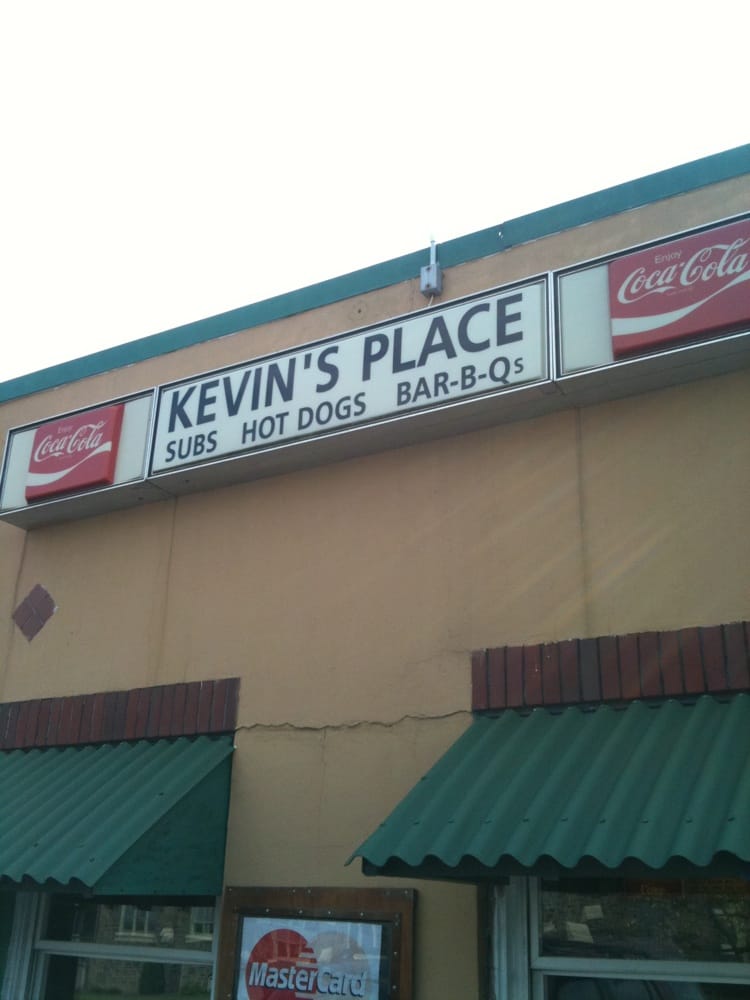 Enjoy
Coca-Cola
KEVIN'S PLACE
SUBS HOT DOGS BAR-B-Qs
Enjoy
Coca-Cola
MasterCard